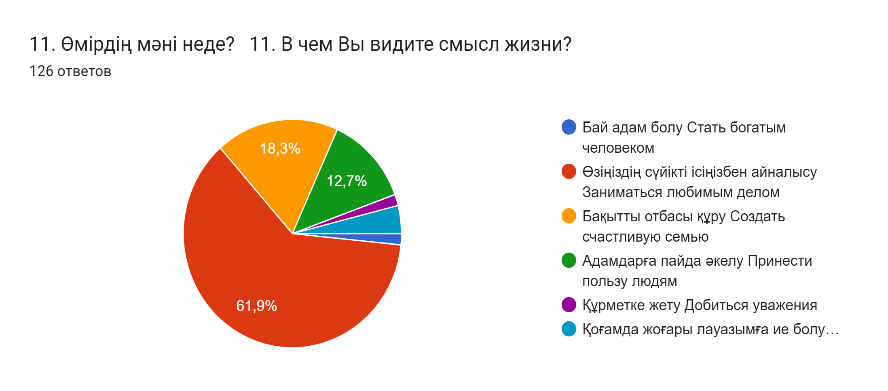 11. Өмірдің мәні неде? 11. В чем Вы видите смысл жизни?
126 ответов
18,3%
12,7%
61,9%
Бай адам болу Стать богатым
человеком
Өзіңіздің сүйікті ісіңізбен айналысу
Заниматься любимым делом
Бақытты отбасы құру Создать
счастливую семью
Адамдарға пайда әкелу Принести
пользу людям
Құрметке жету Добиться уважения
Қоғамда жоғары лауазымға ие болу…